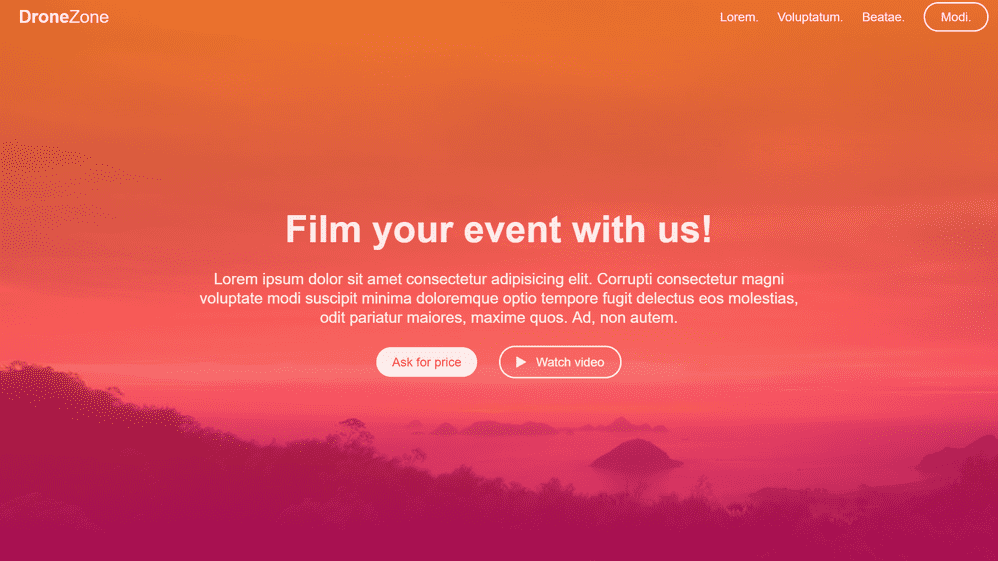 DroneZone
Lorem. Voluptatum. Beatae. Modi.
Film your event with us!
Lorem ipsum dolor sit amet consectetur adipisicing elit. Corrupti consectetur magni
voluptate modi suscipit minima doloremque optio tempore fugit delectus eos molestias,
odit pariatur maiores, maxime quos. Ad, non autem.
Ask for price
Watch video